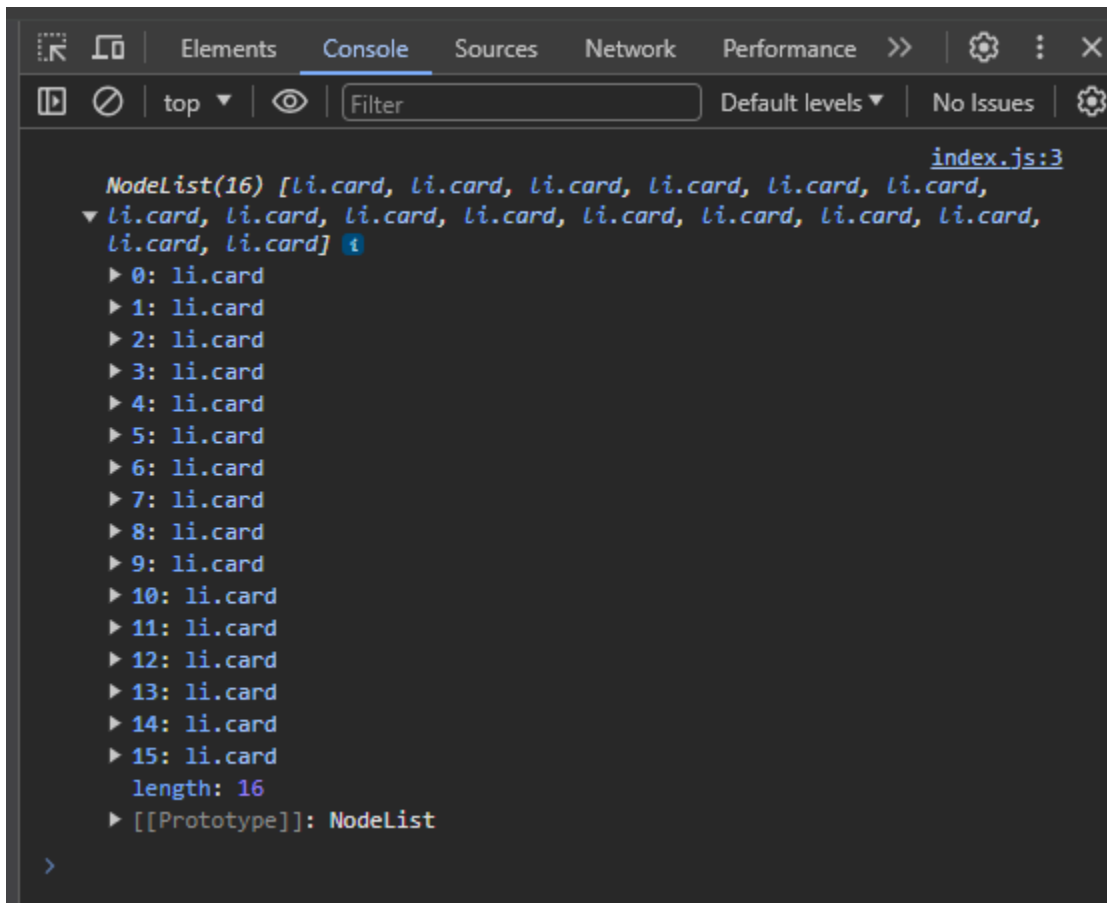 Elements Console Sources Network Performance >>
top Filter Default levels No Issues
index.js:3
NodeList(16) [li.card, li.card, li.card, li.card, li.card, li.card,
li.card, li.card, li.card, li.card, li.card, li.card, li.card, li.card,
li.card, li.card] i
0: li.card
1: li.card
2: li.card
3: li.card
4: li.card
5: li.card
6: li.card
7: li.card
8: li.card
9: li.card
10: li.card
11: li.card
12: li.card
13: li.card
14: li.card
15: li.card
length: 16
[[Prototype]]: NodeList
>